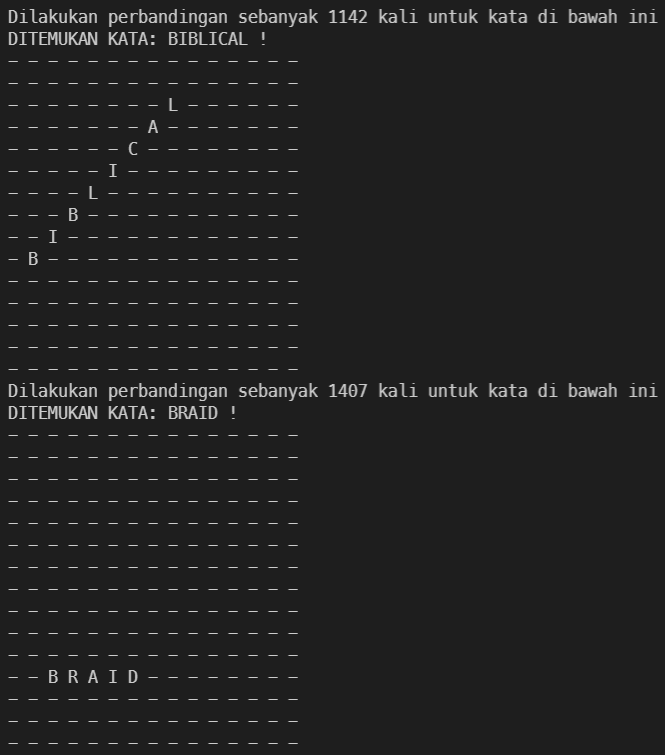 Dilakukan perbandingan sebanyak 1142 kali untuk kata di bawah ini
DITEMUKAN KATA: BIBLICAL !
- - - - - - - - - - - - - - -
- - - - - - - - - - - - - - -
- - - - - - - - L - - - - - -
- - - - - - - A - - - - - - -
- - - - - - C - - - - - - - -
- - - - - I - - - - - - - - -
- - - - L - - - - - - - - - -
- - - B - - - - - - - - - - -
- - I - - - - - - - - - - - -
- B - - - - - - - - - - - - -
- - - - - - - - - - - - - - -
- - - - - - - - - - - - - - -
- - - - - - - - - - - - - - -
- - - - - - - - - - - - - - -
- - - - - - - - - - - - - - -
Dilakukan perbandingan sebanyak 1407 kali untuk kata di bawah ini
DITEMUKAN KATA: BRAID !
- - - - - - - - - - - - - - -
- - - - - - - - - - - - - - -
- - - - - - - - - - - - - - -
- - - - - - - - - - - - - - -
- - - - - - - - - - - - - - -
- - - - - - - - - - - - - - -
- - - - - - - - - - - - - - -
- - - - - - - - - - - - - - -
- - - - - - - - - - - - - - -
- - - - - - - - - - - - - - -
- - - - - - - - - - - - - - -
- - B R A I D - - - - - - - -
- - - - - - - - - - - - - - -
- - - - - - - - - - - - - - -
- - - - - - - - - - - - - - -